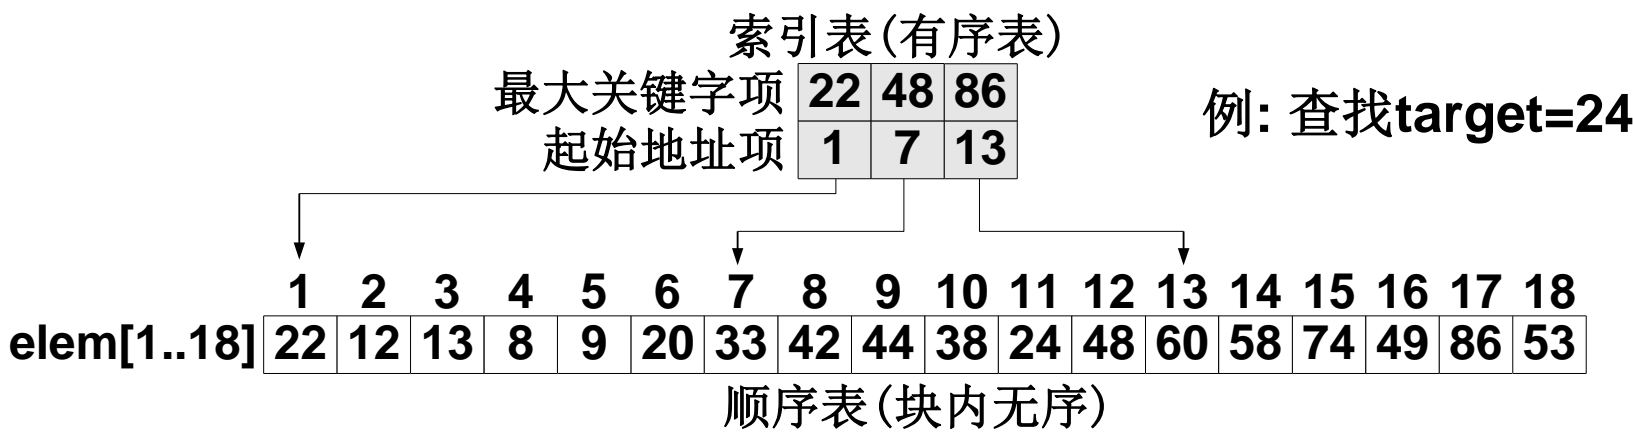 索引表(有序表)
最大关键字项 22 48 86
例: 查找target=24
起始地址项 1 7 13
1 2 3 4 5 6 7 8 9 10 11 12 13 14 15 16 17 18
elem[1..18] 22 12 13 8 9 20 33 42 44 38 24 48 60 58 74 49 86 53
顺序表(块内无序)